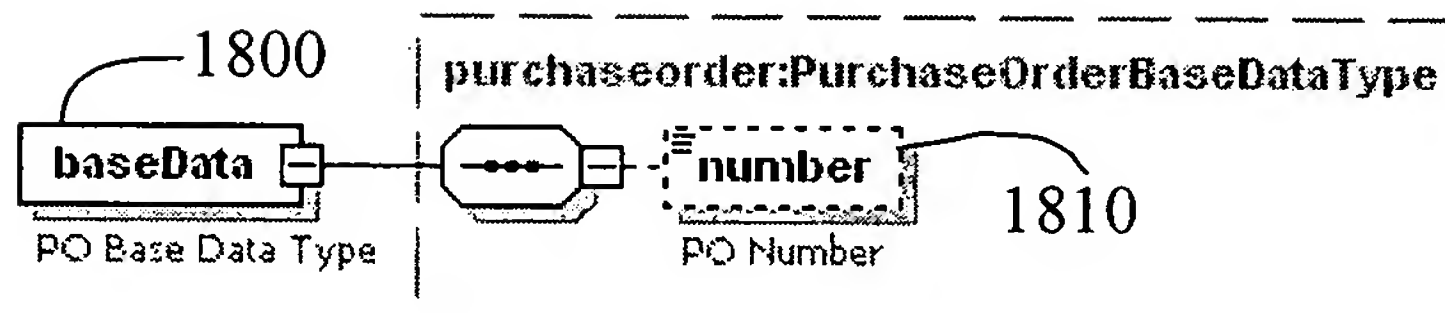 1800
purchaseorder:PurchaseOrderBaseDataType
baseData
number
1810
PO Base Data Type
PO Number